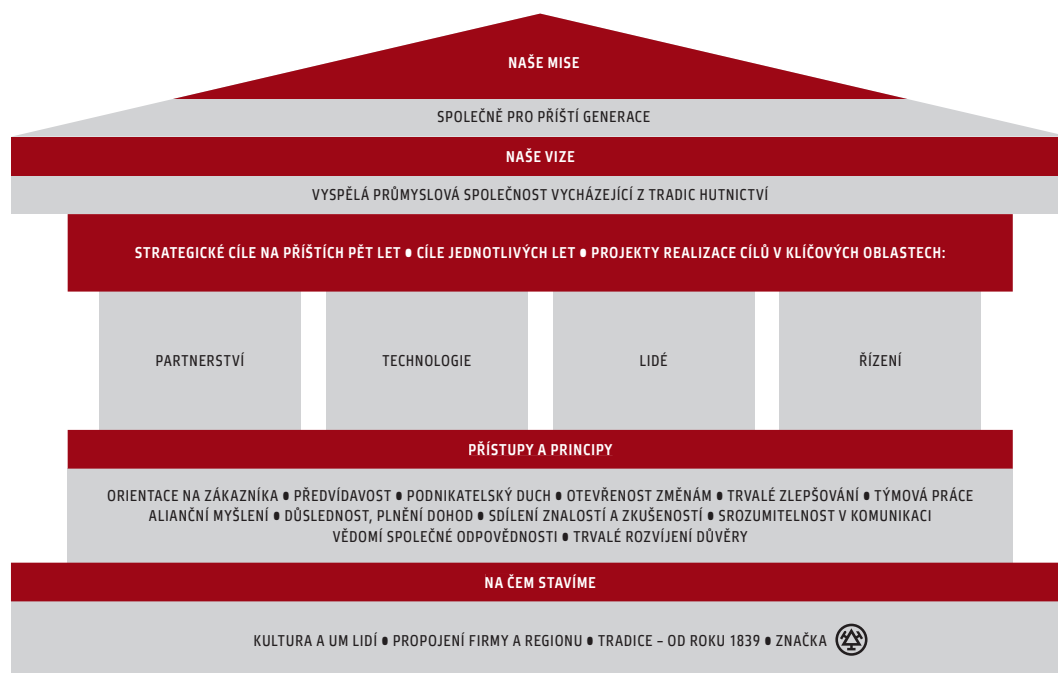 NAŠE MISE
SPOLEČNĚ PRO PŘÍŠTÍ GENERACE
NAŠE VIZE
VYSPĚLÁ PRŮMYSLOVÁ SPOLEČNOST VYCHÁZEJÍCÍ Z TRADIC HUTNICTVÍ
STRATEGICKÉ CÍLE NA PŘÍŠTÍCH PĚT LET • CÍLE JEDNOTLIVÝCH LET • PROJEKTY REALIZACE CÍLŮ V KLÍČOVÝCH OBLASTECH:
PARTNERSTVÍ
TECHNOLOGIE
LIDÉ
ŘÍZENÍ
PŘÍSTUPY A PRINCIPY
ORIENTACE NA ZÁKAZNÍKA • PŘEDVÍDAVOST • PODNIKATELSKÝ DUCH • OTEVŘENOST ZMĚNÁM • TRVALÉ ZLEPŠOVÁNÍ • TÝMOVÁ PRÁCE
ALIANČNÍ MYŠLENÍ • DŮSLEDNOST, PLNĚNÍ DOHOD • SDÍLENÍ ZNALOSTÍ A ZKUŠENOSTÍ • SROZUMITELNOST V KOMUNIKACI
VĚDOMÍ SPOLEČNÉ ODPOVĚDNOSTI • TRVALÉ ROZVÍJENÍ DŮVĚRY
NA ČEM STAVÍME
KULTURA A UM LIDÍ • PROPOJENÍ FIRMY A REGIONU • TRADICE – OD ROKU 1839 • ZNAČKA